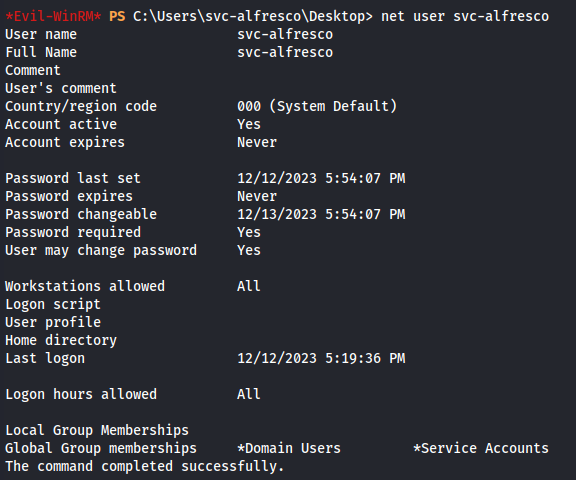 *Evil-WinRM* PS C:\Users\svc-alfresco\Desktop> net user svc-alfresco
User name                    svc-alfresco
Full Name                    svc-alfresco
Comment
User's comment
Country/region code          000 (System Default)
Account active               Yes
Account expires              Never

Password last set            12/12/2023 5:54:07 PM
Password expires             Never
Password changeable          12/13/2023 5:54:07 PM
Password required            Yes
User may change password     Yes

Workstations allowed         All
Logon script
User profile
Home directory
Last logon                   12/12/2023 5:19:36 PM

Logon hours allowed          All

Local Group Memberships
Global Group memberships     *Domain Users         *Service Accounts
The command completed successfully.